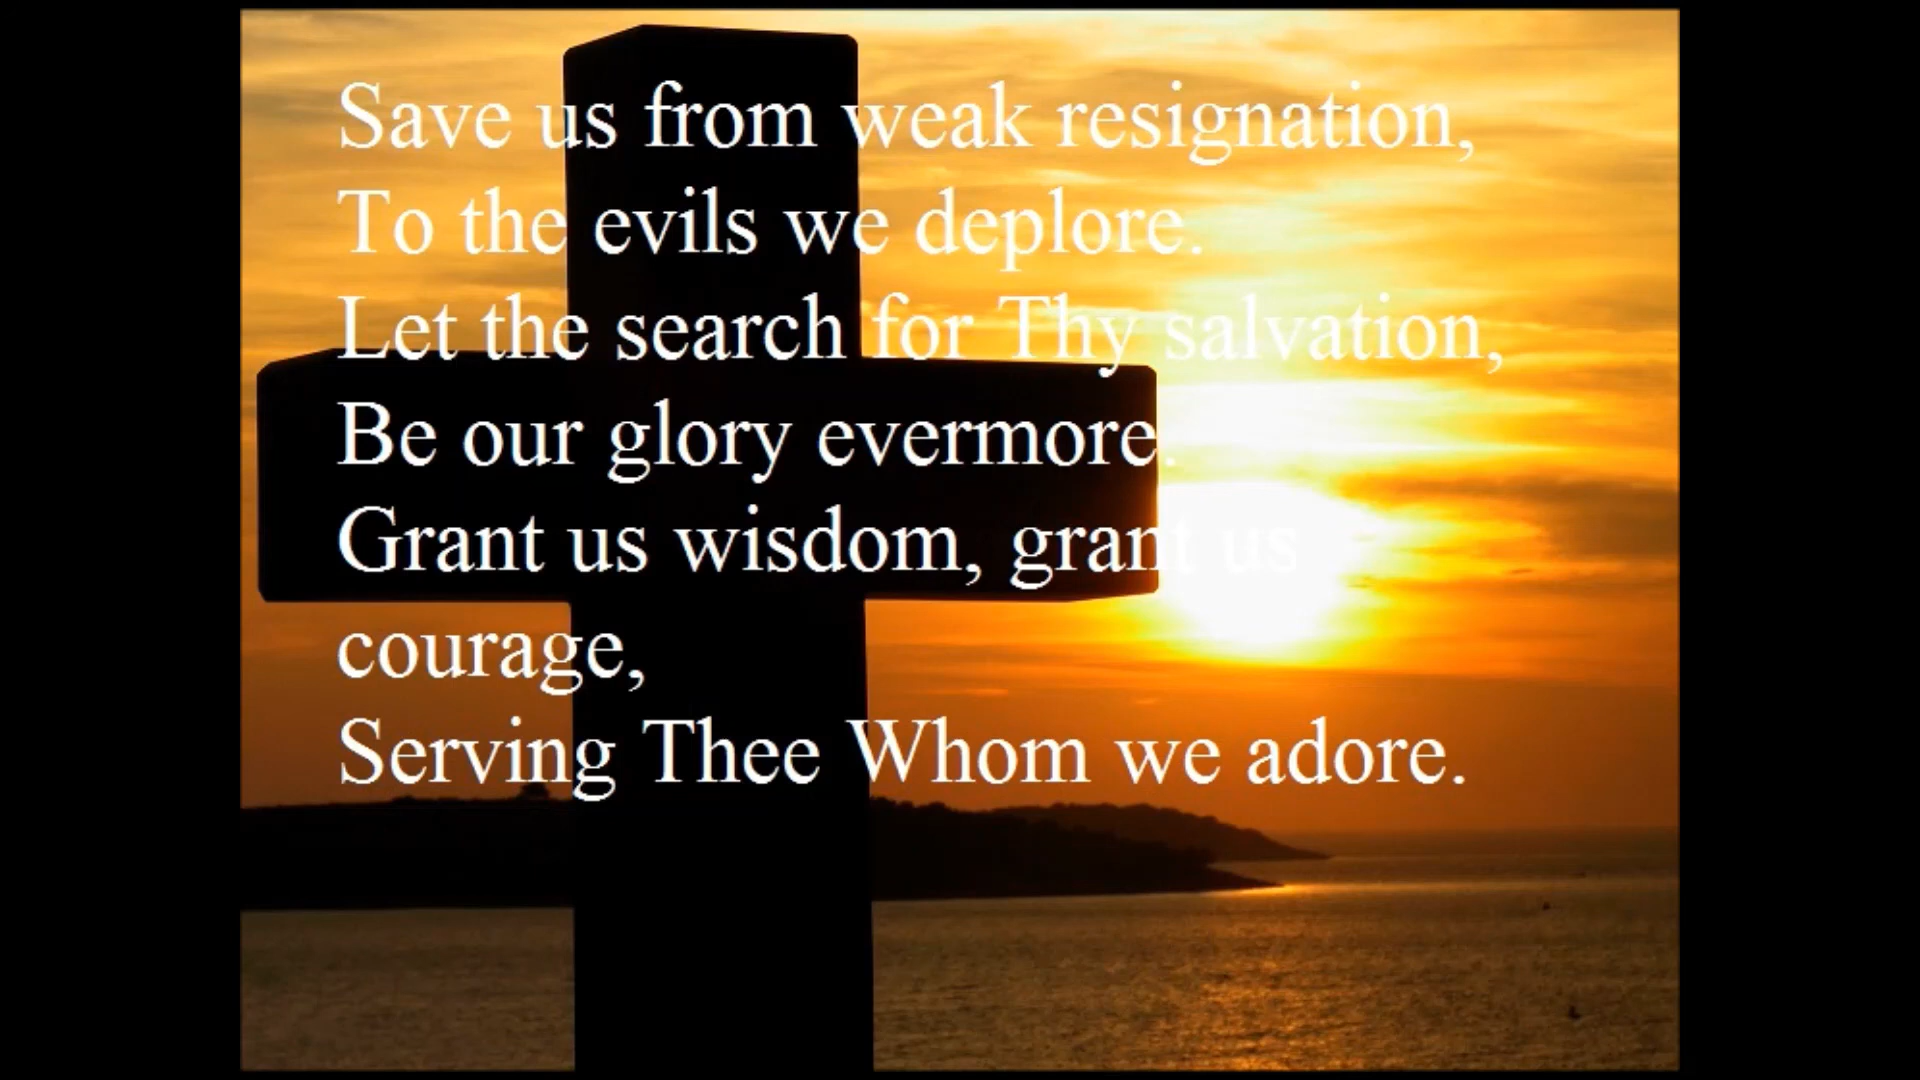 Save us from weak resignation,
To the evils we deplore.
Let the search for Thy salvation,
Be our glory evermore.
Grant us wisdom, grant us
courage,
Serving Thee Whom we adore.